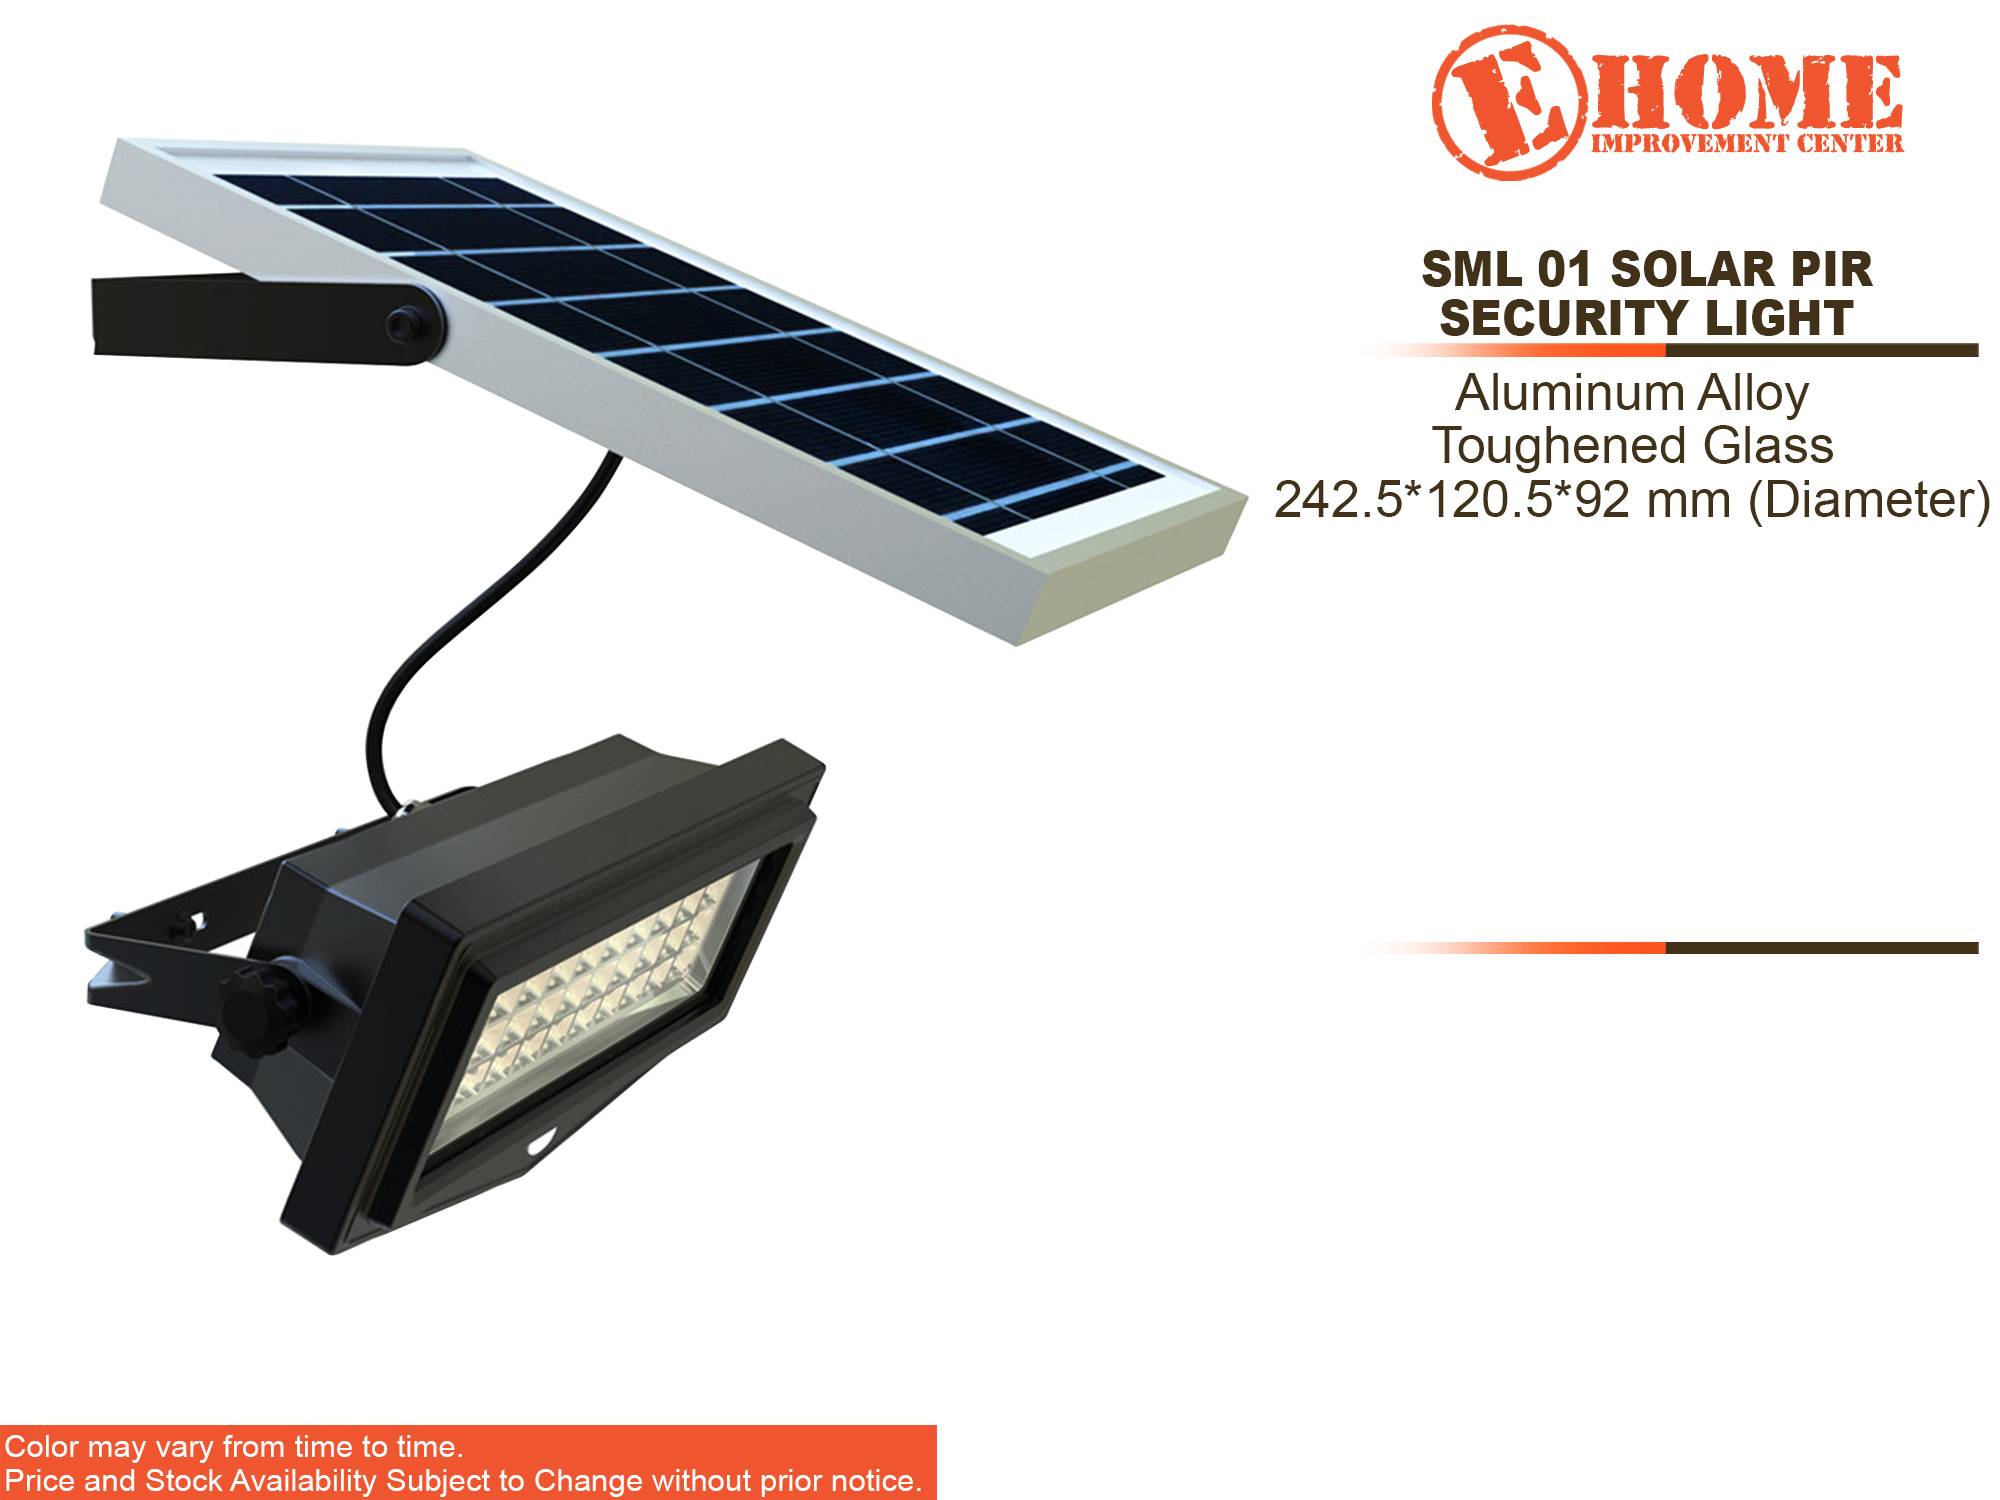 E HOME
IMPROVEMENT CENTER
SML 01 SOLAR PIR
SECURITY LIGHT
Aluminum Alloy
Toughened Glass
242.5*120.5*92 mm (Diameter)
Color may vary from time to time.
Price and Stock Availability Subject to Change without prior notice.